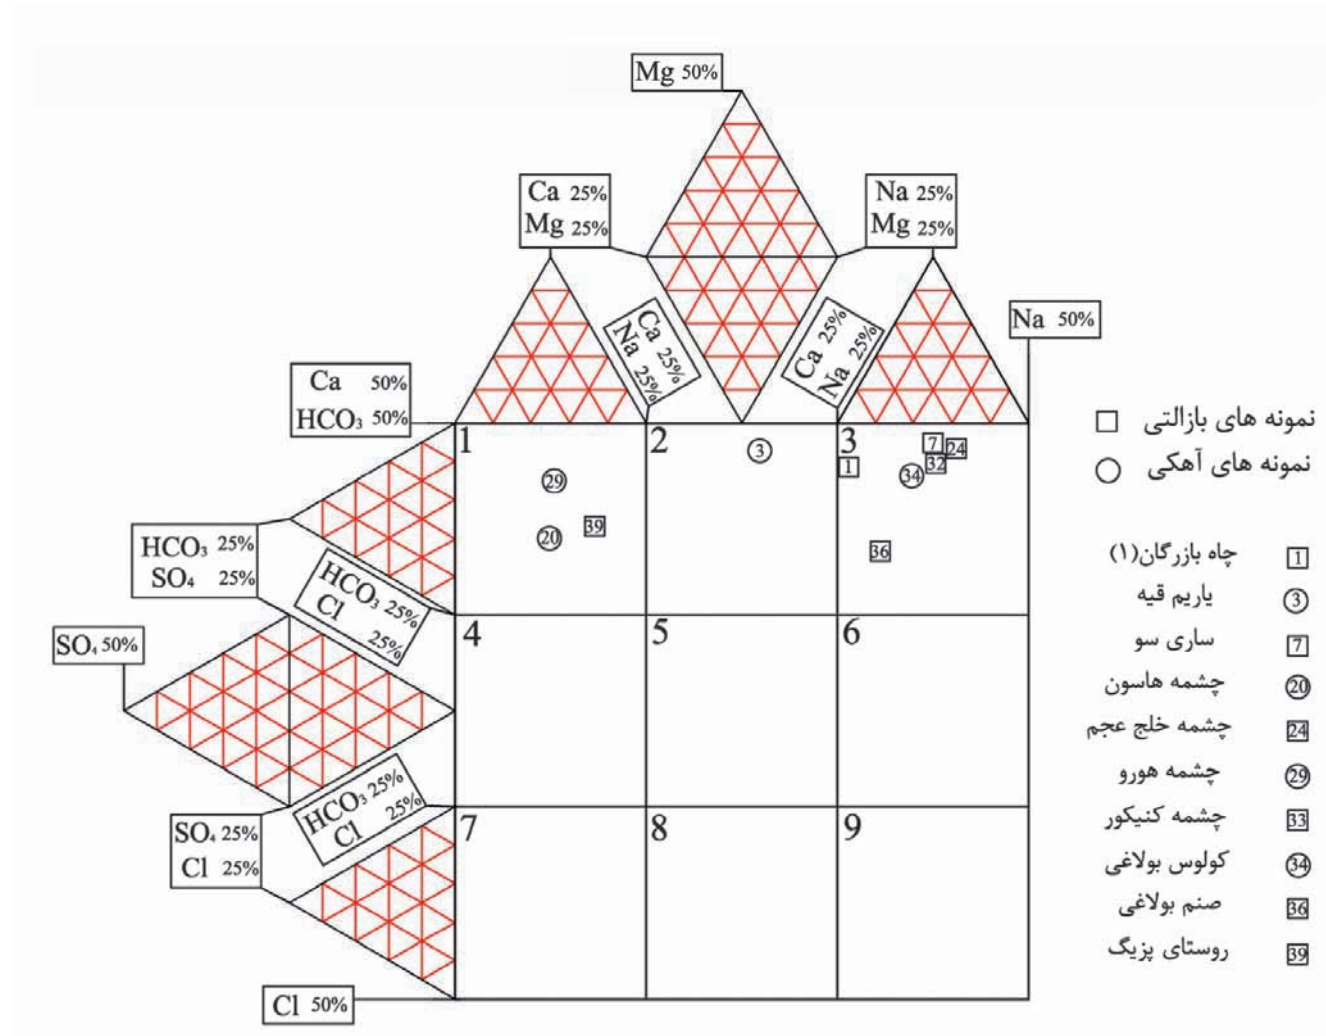 Mg 50%
Ca 25%
Mg 25%
Na 25%
Mg 25%
Ca 25%
Na 25%
Ca 25%
Na 25%
Na 50%
Ca 50%
HCO₃ 50%
HCO₃ 25%
SO₄ 25%
HCO₃ 25%
Cl 25%
SO₄ 50%
HCO₃ 25%
Cl 25%
SO₄ 25%
Cl 25%
Cl 50%
1
2
3
4
5
6
7
8
9
3
7
24
1
32
34
29
39
20
36
نمونه های بازالتی
نمونه های آهکی
چاه بازرگان(۱) 1
یاریم قیه 3
ساری سو 7
چشمه هاسون 20
چشمه خلج عجم 24
چشمه هورو 29
چشمه کنیکور 33
کولوس بولاغی 34
صنم بولاغی 36
روستای پزیگ 39